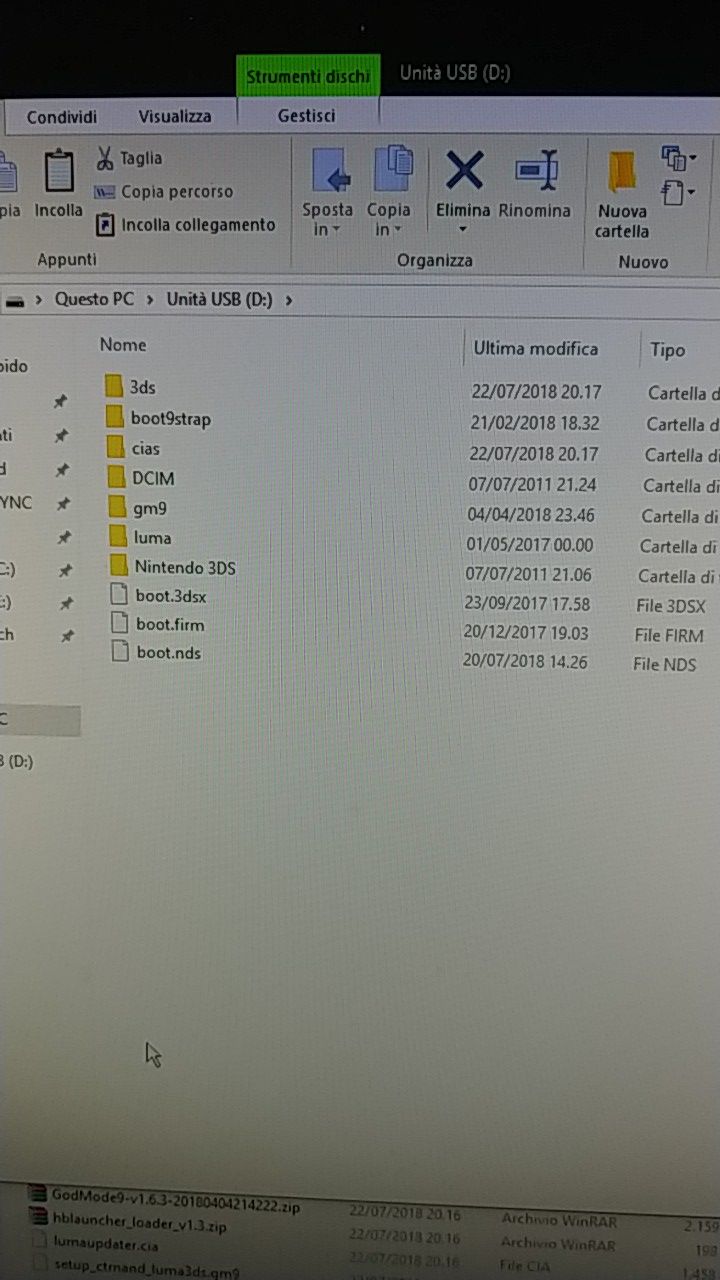 Strumenti dischi Unità USB (D:)
Condividi Visualizza Gestisci
Taglia
Copia percorso
Incolla collegamento
pia Incolla
Sposta in Copia in Elimina Rinomina Nuova cartella
Appunti Organizza Nuovo
Questo PC Unità USB (D:)
Nome Ultima modifica Tipo
3ds 22/07/2018 20.17 Cartella d
boot9strap 21/02/2018 18.32 Cartella d
cias 22/07/2018 20.17 Cartella di
DCIM 07/07/2011 21.24 Cartella di
gm9 04/04/2018 23.46 Cartella di
YNC
luma 01/05/2017 00.00 Cartella di
Nintendo 3DS 07/07/2011 21.06 Cartella di
C:)
boot.3dsx 23/09/2017 17.58 File 3DSX
boot.firm 20/12/2017 19.03 File FIRM
boot.nds 20/07/2018 14.26 File NDS
pido
ti
d
:)
ch
C
B (D:)
GodMode9-v1.6.3-20180404214222.zip 22/07/2018 20.16 Archivio WinRAR 2.159
hblauncher_loader_v1.3.zip 22/07/2018 20.16 Archivio WinRAR 198
lumaupdater.cia 22/07/2018 20.16 File CIA 1.458
setup_ctrnand_luma3ds.gm9